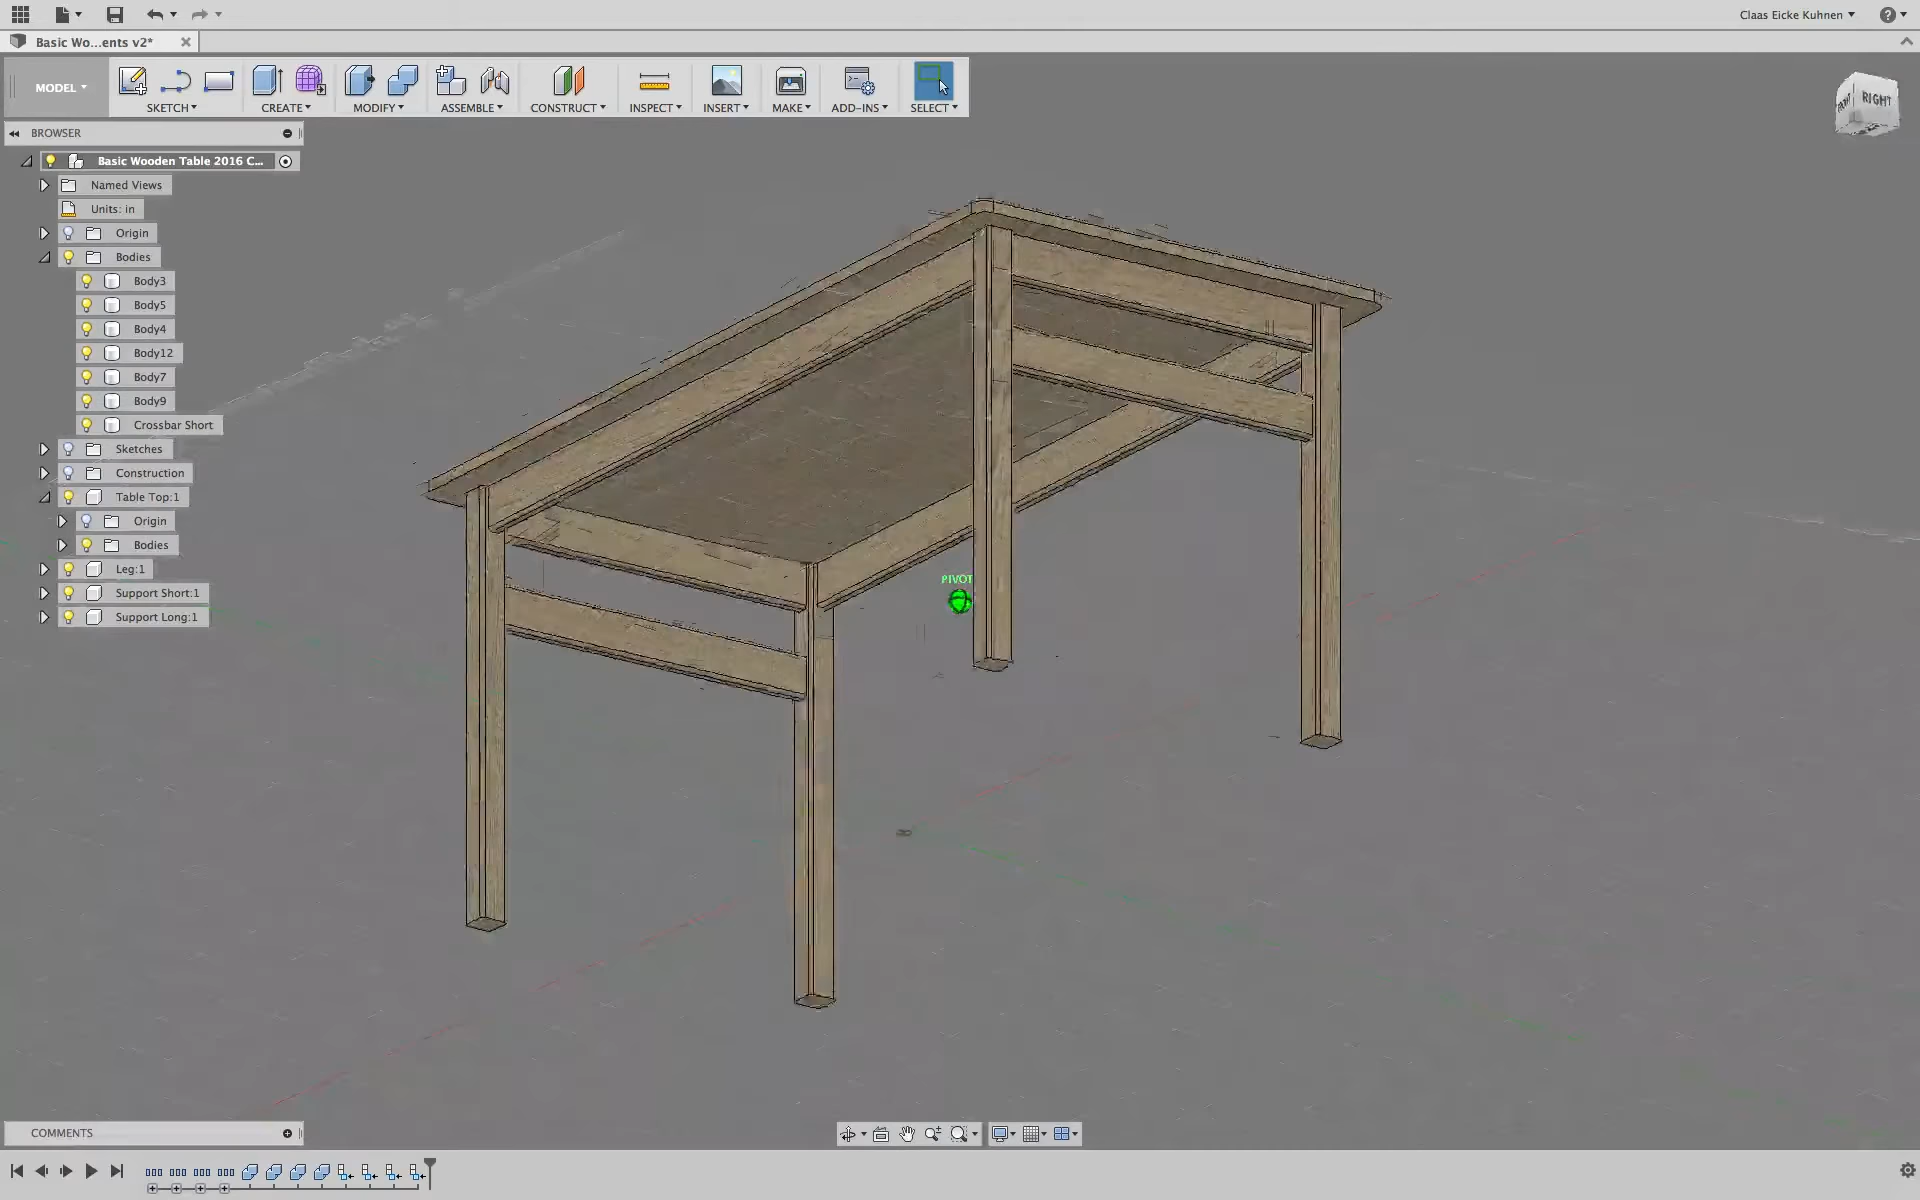 Claas Eicke Kuhnen
Basic Wo...ents v2*
MODEL
SKETCH
CREATE
MODIFY
ASSEMBLE
CONSTRUCT
INSPECT
INSERT
MAKE
ADD-INS
SELECT
RIGHT
BROWSER
Basic Wooden Table 2016 C...
Named Views
Units: in
Origin
Bodies
Body3
Body5
Body4
Body12
Body7
Body9
Crossbar Short
Sketches
Construction
Table Top:1
Origin
Bodies
Leg:1
Support Short:1
Support Long:1
PIVOT
COMMENTS